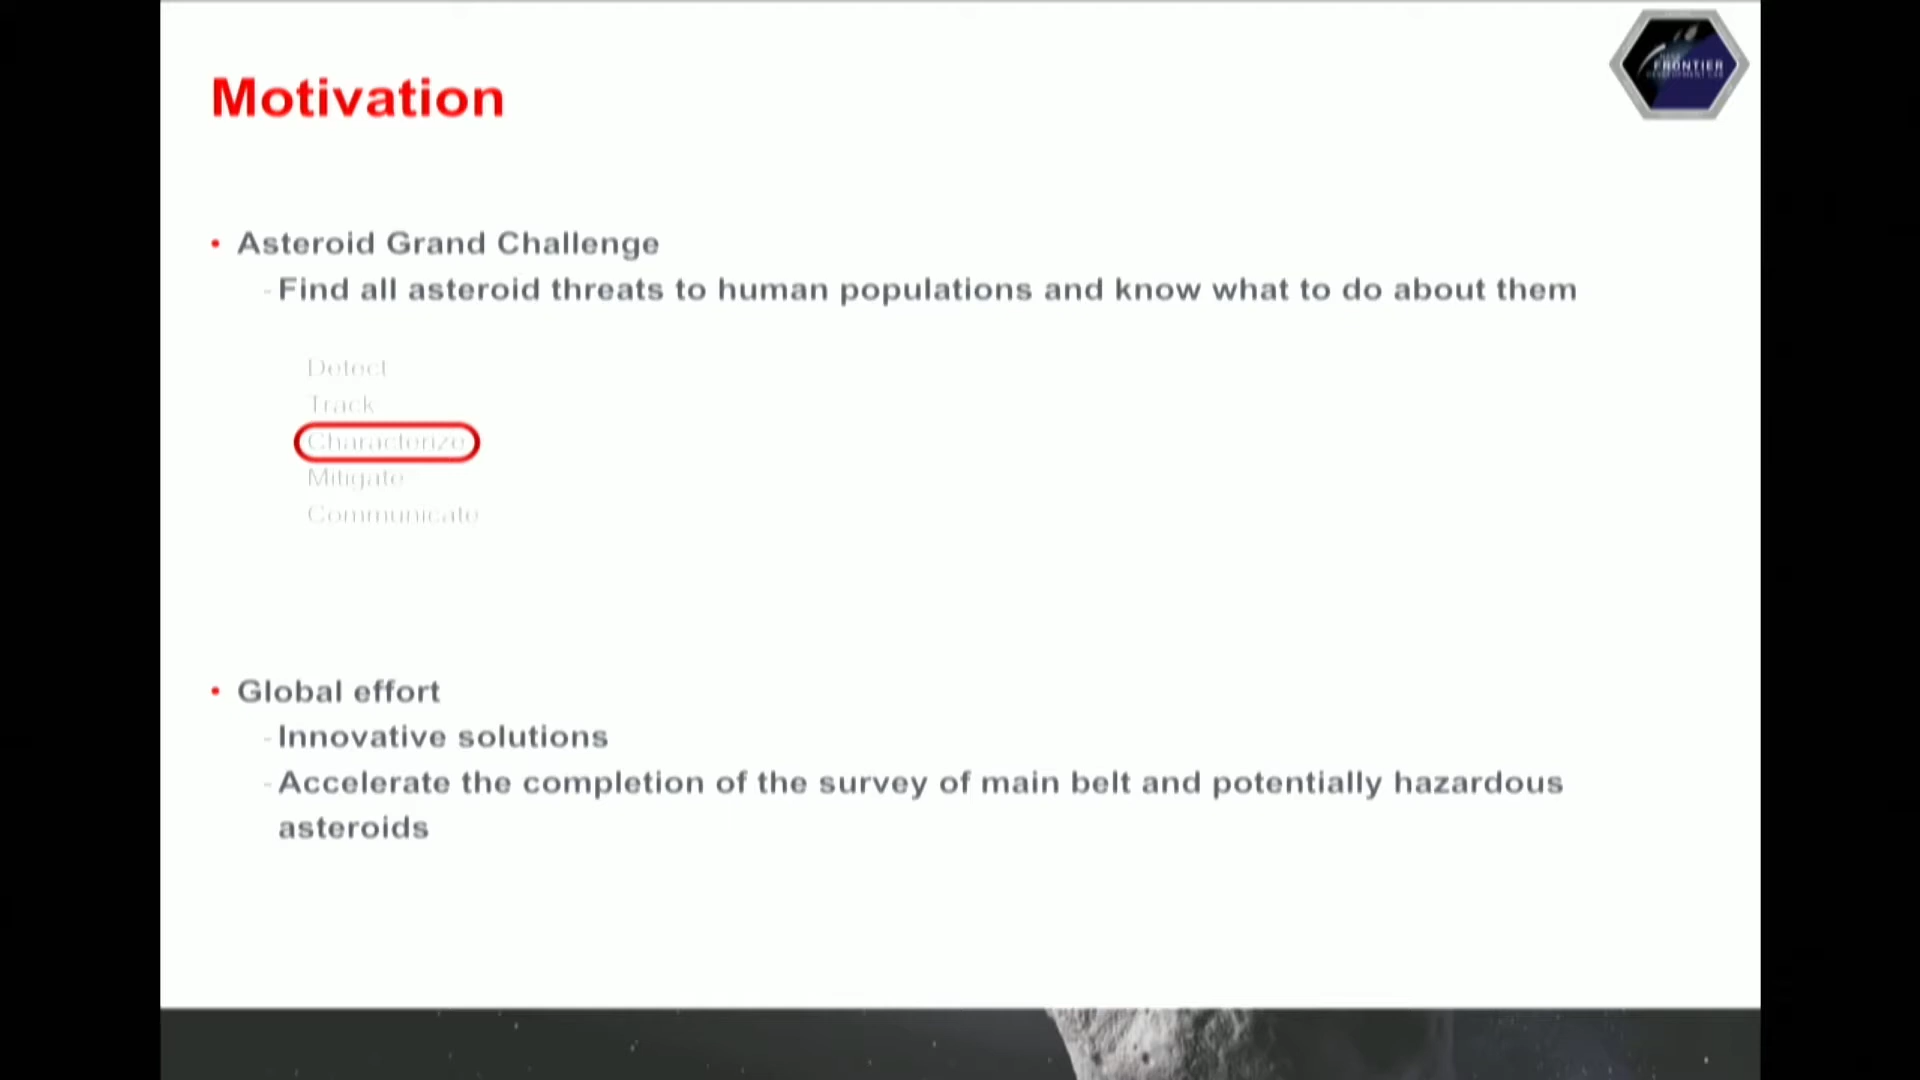 Motivation
FRONTIER
DEVELOPMENT LAB
• Asteroid Grand Challenge
- Find all asteroid threats to human populations and know what to do about them
Detect
Track
Characterize
Mitigate
Communicate
• Global effort
- Innovative solutions
- Accelerate the completion of the survey of main belt and potentially hazardous
asteroids